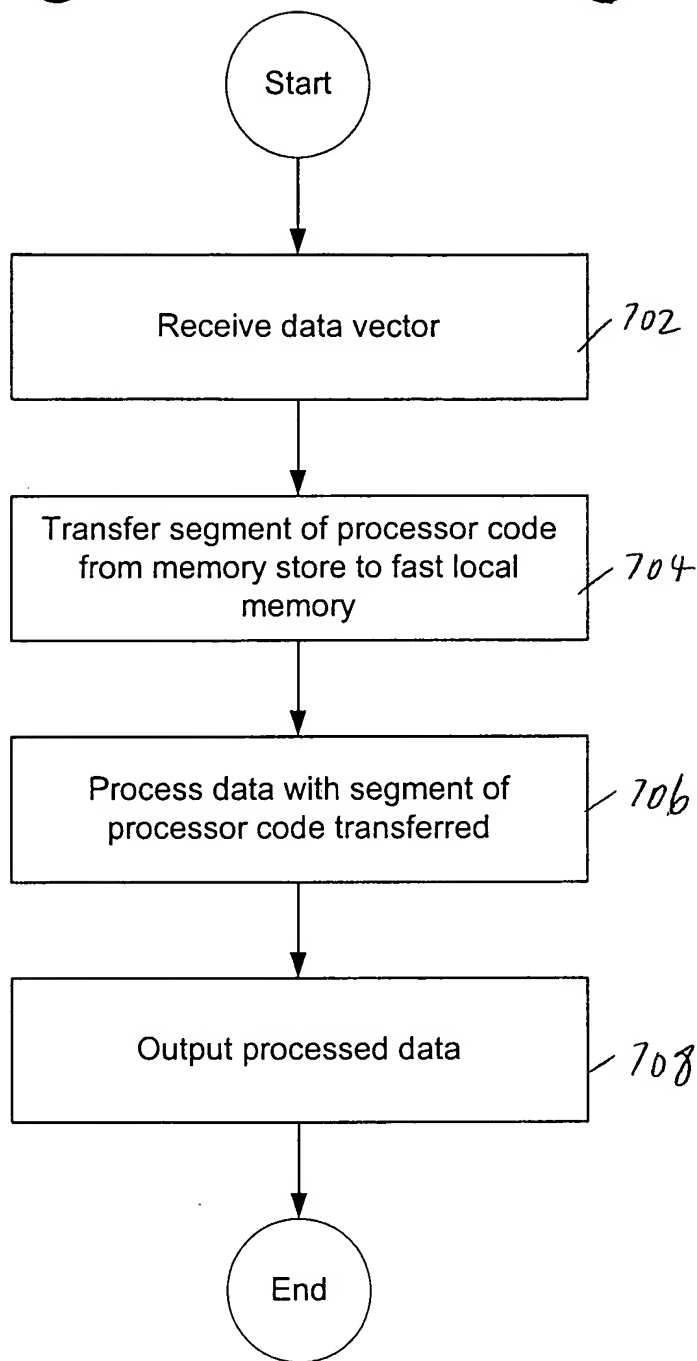 Start
Receive data vector
702
Transfer segment of processor code
from memory store to fast local
memory
704
Process data with segment of
processor code transferred
706
Output processed data
708
End